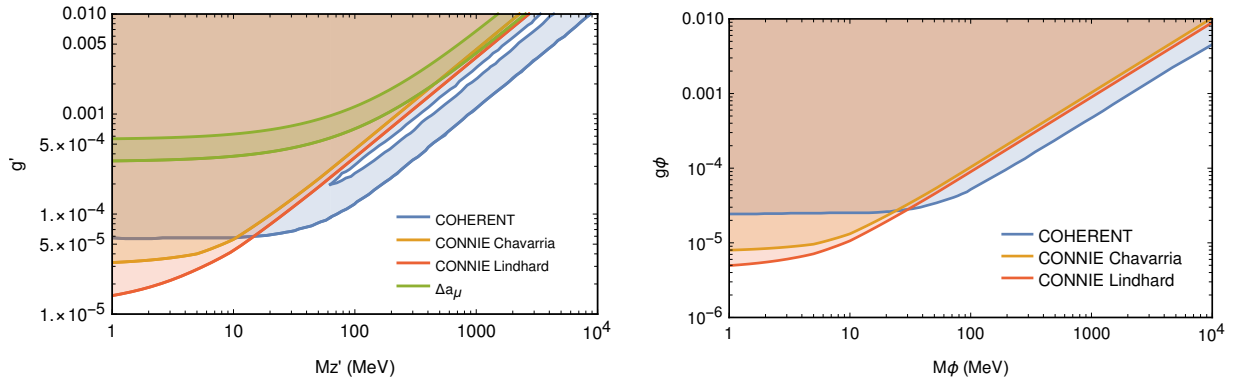 0.010
0.005
0.001
5.×10⁻⁴
1.×10⁻⁴
5.×10⁻⁵
1.×10⁻⁵
g'
1 10 100 1000 10⁴
Mz' (MeV)
COHERENT
CONNIE Chavarria
CONNIE Lindhard
Δaμ
0.010
0.001
10⁻⁴
10⁻⁵
10⁻⁶
gϕ
1 10 100 1000 10⁴
Mϕ (MeV)
COHERENT
CONNIE Chavarria
CONNIE Lindhard